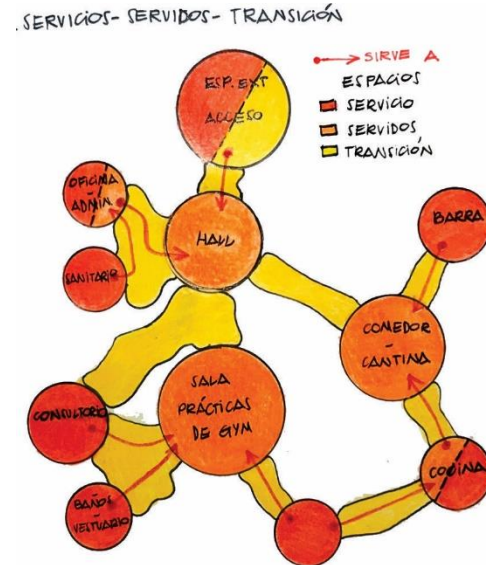 SERVICIOS - SERVIDOS - TRANSICIÓN
SIRVE A
ESPACIOS
SERVICIO
SERVIDOS
TRANSICIÓN
ESP. EXT
ACCESO
OFICINA
ADMIN.
HALL
SANITARIO
BARRA
COMEDOR
-
CANTINA
SALA
PRÁCTICAS
DE GYM
CONSULTORIO
COCINA
BAÑOS
-
VESTUARIO